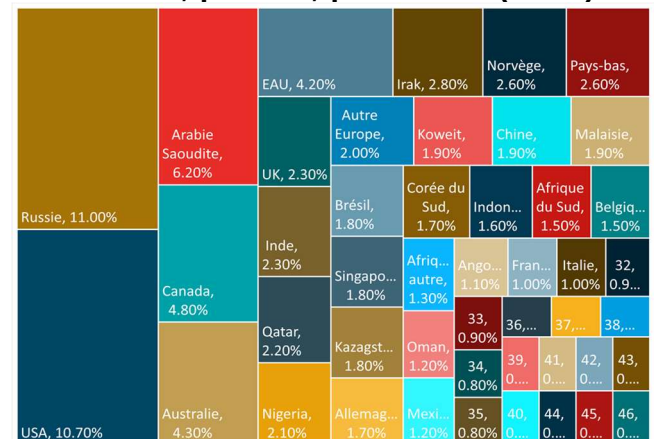 Russie, 11.00%
USA, 10.70%
Arabie
Saoudite,
6.20%
Canada,
4.80%
Australie,
4.30%
EAU, 4.20%
Irak, 2.80%
Norvège,
2.60%
Pays-bas,
2.60%
UK, 2.30%
Inde,
2.30%
Qatar,
2.20%
Nigeria,
2.10%
Autre
Europe,
2.00%
Koweit,
1.90%
Chine,
1.90%
Malaisie,
1.90%
Brésil,
1.80%
Singapo...
1.80%
Kazagst...
1.80%
Allemag...
1.70%
Corée du
Sud,
1.70%
Indon...
1.60%
Afrique
du Sud,
1.50%
Belgiq...
1.50%
Afriq...
autre,
1.30%
Oman,
1.20%
Mexi...
1.20%
Ango...
1.10%
Fran...
1.00%
Italie,
1.00%
32,
0.9...
33,
0.90%
34,
0.80%
35,
0.80%
36,...
37,...
38,...
39,
0....
40,
0....
41,
0....
42,
0....
43,
0....
44,
0....
45,
0....
46,
0....